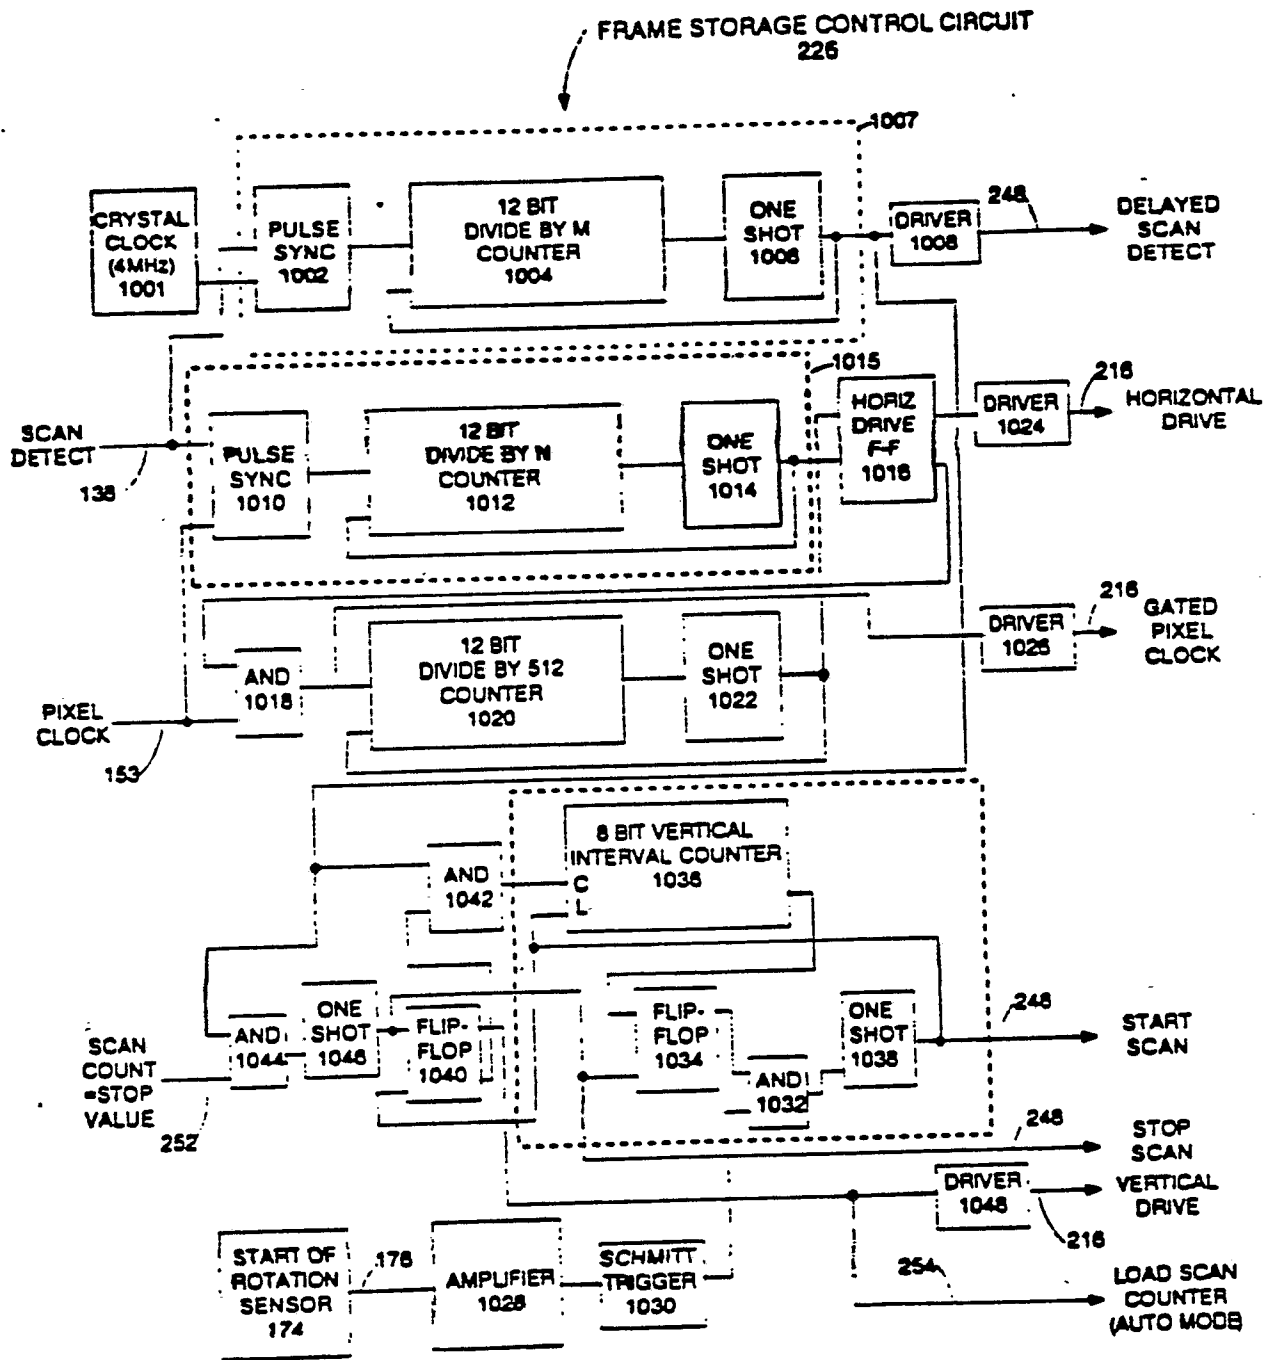 FRAME STORAGE CONTROL CIRCUIT
226
1007
CRYSTAL
CLOCK
(4MHz)
1001
PULSE
SYNC
1002
12 BIT
DIVIDE BY M
COUNTER
1004
ONE
SHOT
1006
DRIVER
1008
248
DELAYED
SCAN
DETECT
1015
SCAN
DETECT
138
PULSE
SYNC
1010
12 BIT
DIVIDE BY N
COUNTER
1012
ONE
SHOT
1014
HORIZ
DRIVE
F-F
1016
DRIVER
1024
216
HORIZONTAL
DRIVE
PIXEL
CLOCK
153
AND
1018
12 BIT
DIVIDE BY 512
COUNTER
1020
ONE
SHOT
1022
DRIVER
1026
216
GATED
PIXEL
CLOCK
AND
1042
8 BIT VERTICAL
INTERVAL COUNTER
1036
C
L
SCAN
COUNT
=STOP
VALUE
252
AND
1044
ONE
SHOT
1046
FLIP-
FLOP
1040
FLIP-
FLOP
1034
AND
1032
ONE
SHOT
1038
248
START
SCAN
248
STOP
SCAN
DRIVER
1048
216
VERTICAL
DRIVE
START OF
ROTATION
SENSOR
174
176
AMPLIFIER
1028
SCHMITT
TRIGGER
1030
254
LOAD SCAN
COUNTER
(AUTO MODE)